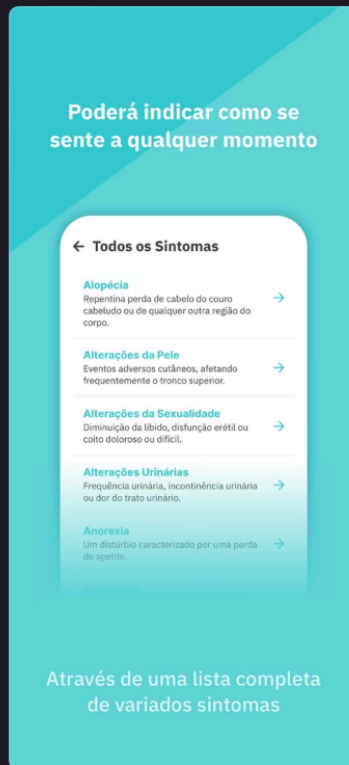 Poderá indicar como se
sente a qualquer momento
← Todos os Sintomas
Alopécia
Repentina perda de cabelo do couro
cabeludo ou de qualquer outra região do
corpo.
Alterações da Pele
Eventos adversos cutâneos, afetando
frequentemente o tronco superior.
Alterações da Sexualidade
Diminuição da líbido, disfunção erétil ou
coito doloroso ou difícil.
Alterações Urinárias
Frequência urinária, incontinência urinária
ou dor do trato urinário.
Anorexia
Um distúrbio caracterizado por uma perda
de apetite.
Através de uma lista completa
de variados sintomas